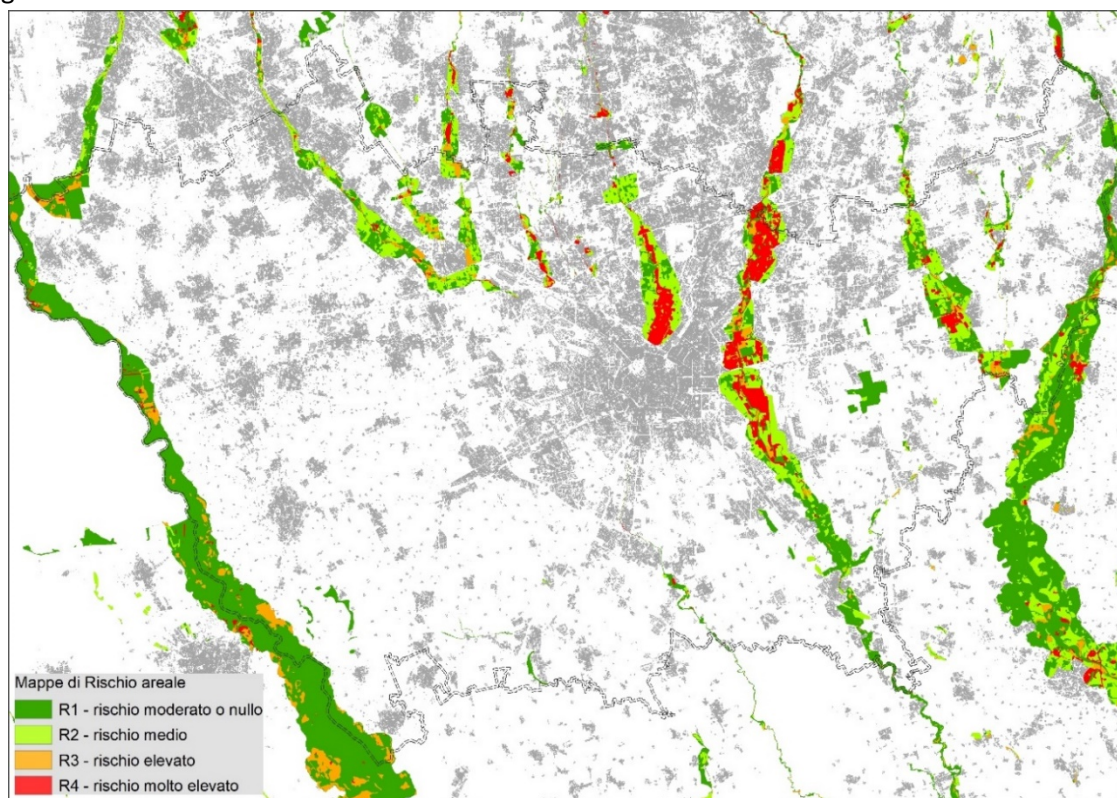 Mappe di Rischio areale
R1 - rischio moderato o nullo
R2 - rischio medio
R3 - rischio elevato
R4 - rischio molto elevato